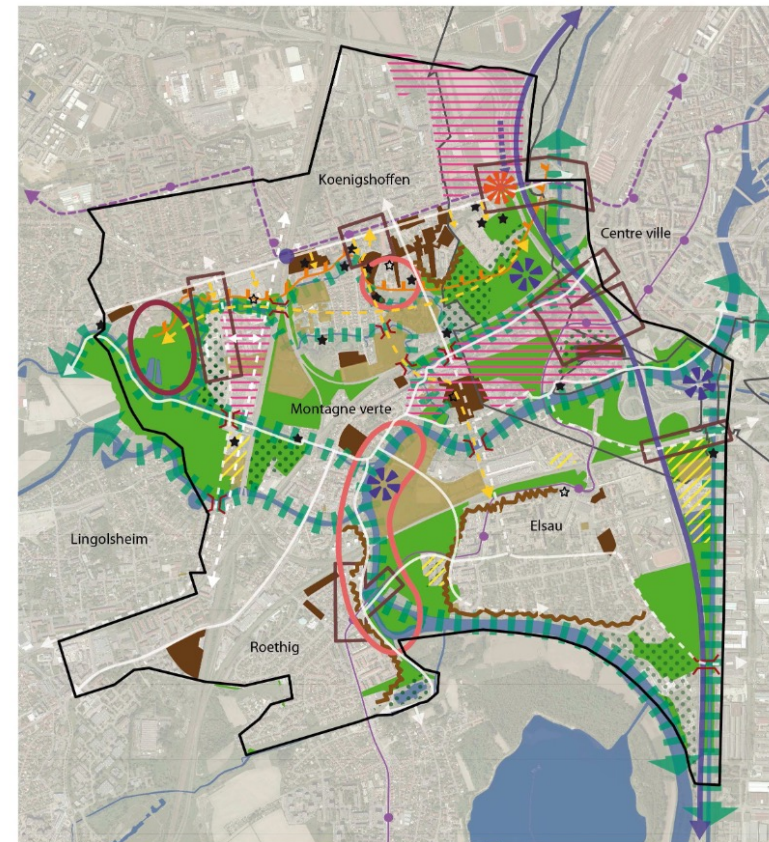 Koenigshoffen
Centre ville
Montagne verte
Lingolsheim
Elsau
Roethig